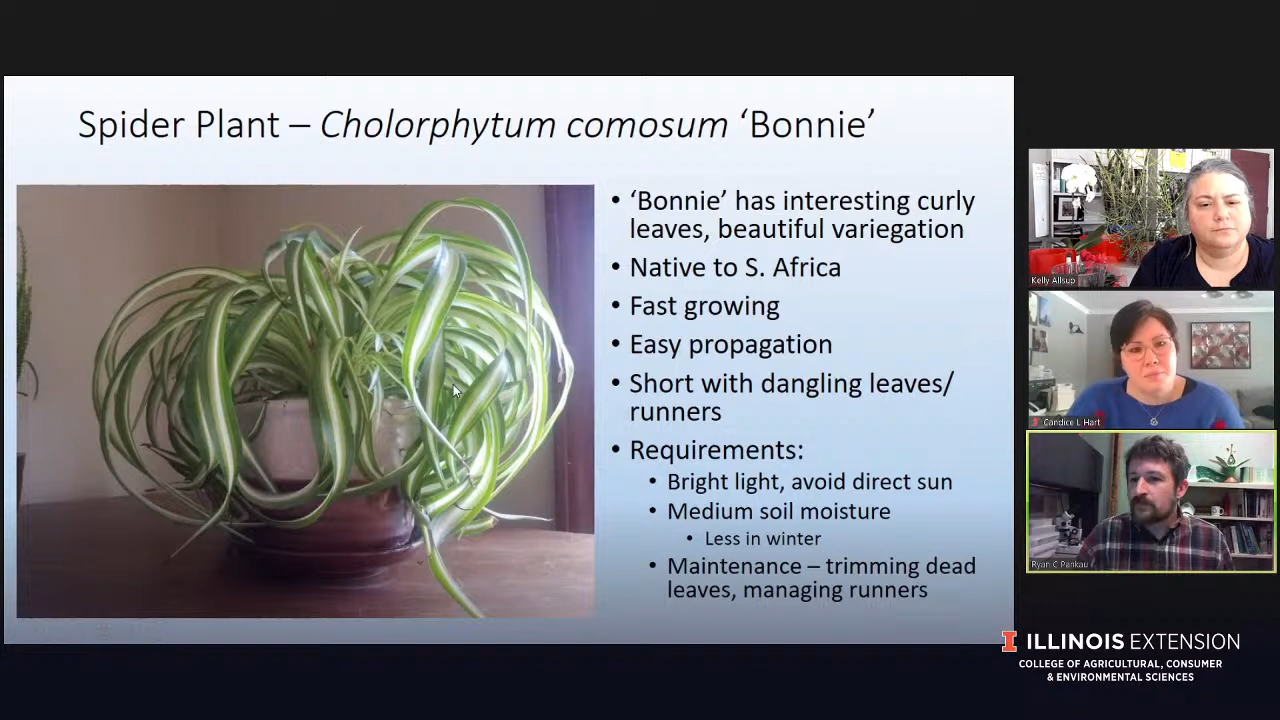 Spider Plant – Cholorphytum comosum ‘Bonnie’
• ‘Bonnie’ has interesting curly
leaves, beautiful variegation
• Native to S. Africa
• Fast growing
• Easy propagation
• Short with dangling leaves/
runners
• Requirements:
• Bright light, avoid direct sun
• Medium soil moisture
• Less in winter
• Maintenance – trimming dead
leaves, managing runners
Kelly Allsup
Candice L Hart
Ryan C Pankau
I ILLINOIS EXTENSION
COLLEGE OF AGRICULTURAL, CONSUMER
& ENVIRONMENTAL SCIENCES